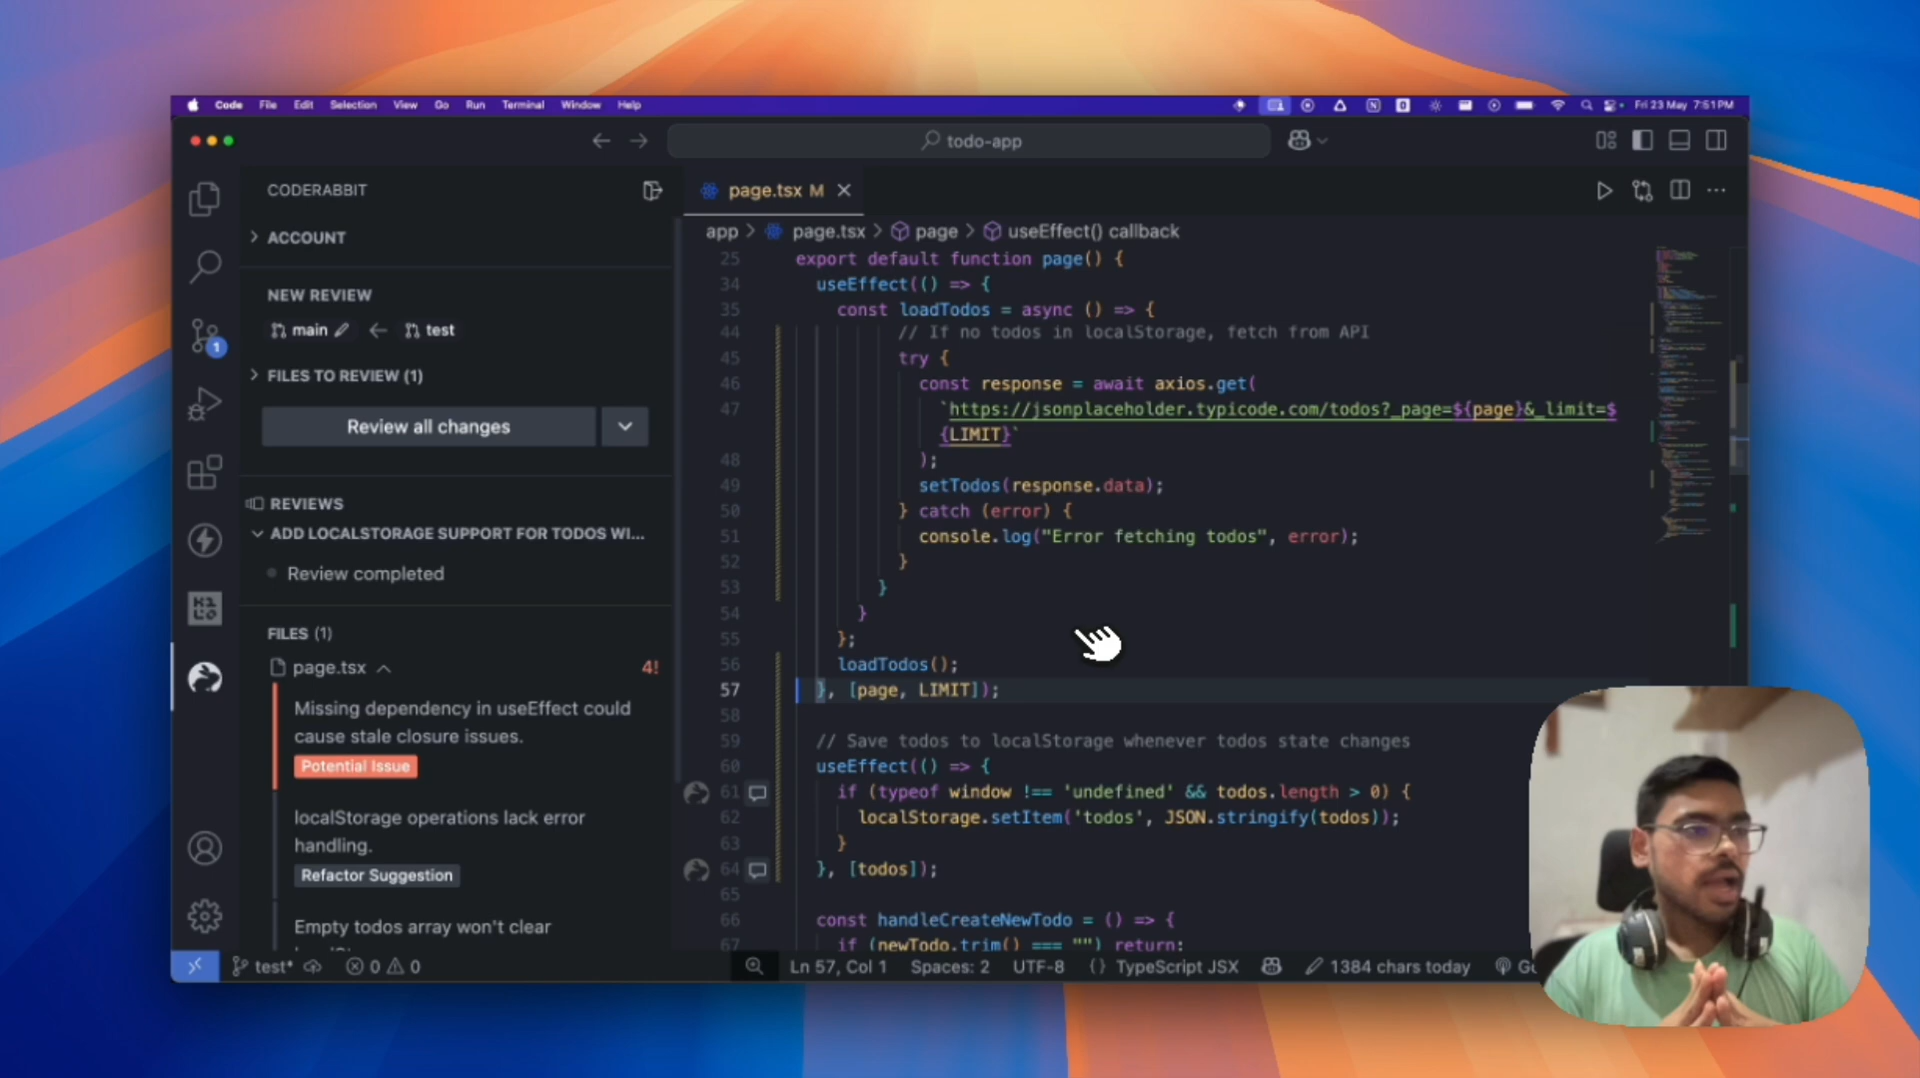 Code File Edit Selection View Go Run Terminal Window Help
Fri 23 May 7:51PM
todo-app
CODERABBIT
ACCOUNT
NEW REVIEW
main test
FILES TO REVIEW (1)
Review all changes
REVIEWS
ADD LOCALSTORAGE SUPPORT FOR TODOS WI...
Review completed
FILES (1)
page.tsx 4!
Missing dependency in useEffect could
cause stale closure issues.
Potential Issue
localStorage operations lack error
handling.
Refactor Suggestion
Empty todos array won't clear
page.tsx M
app > page.tsx > page > useEffect() callback
25 export default function page() {
34 useEffect(() => {
35 const loadTodos = async () => {
44 // If no todos in localStorage, fetch from API
45 try {
46 const response = await axios.get(
47 `https://jsonplaceholder.typicode.com/todos?_page=${page}&_limit=$
{LIMIT}`
48 );
49 setTodos(response.data);
50 } catch (error) {
51 console.log("Error fetching todos", error);
52 }
53 }
54 }
55 };
56 loadTodos();
57 }, [page, LIMIT]);
58
59 // Save todos to localStorage whenever todos state changes
60 useEffect(() => {
61 if (typeof window !== 'undefined' && todos.length > 0) {
62 localStorage.setItem('todos', JSON.stringify(todos));
63 }
64 }, [todos]);
65
66 const handleCreateNewTodo = () => {
67 if (newTodo.trim() === "") return;
1
test* 0 0
Ln 57, Col 1 Spaces: 2 UTF-8 {} TypeScript JSX 1384 chars today